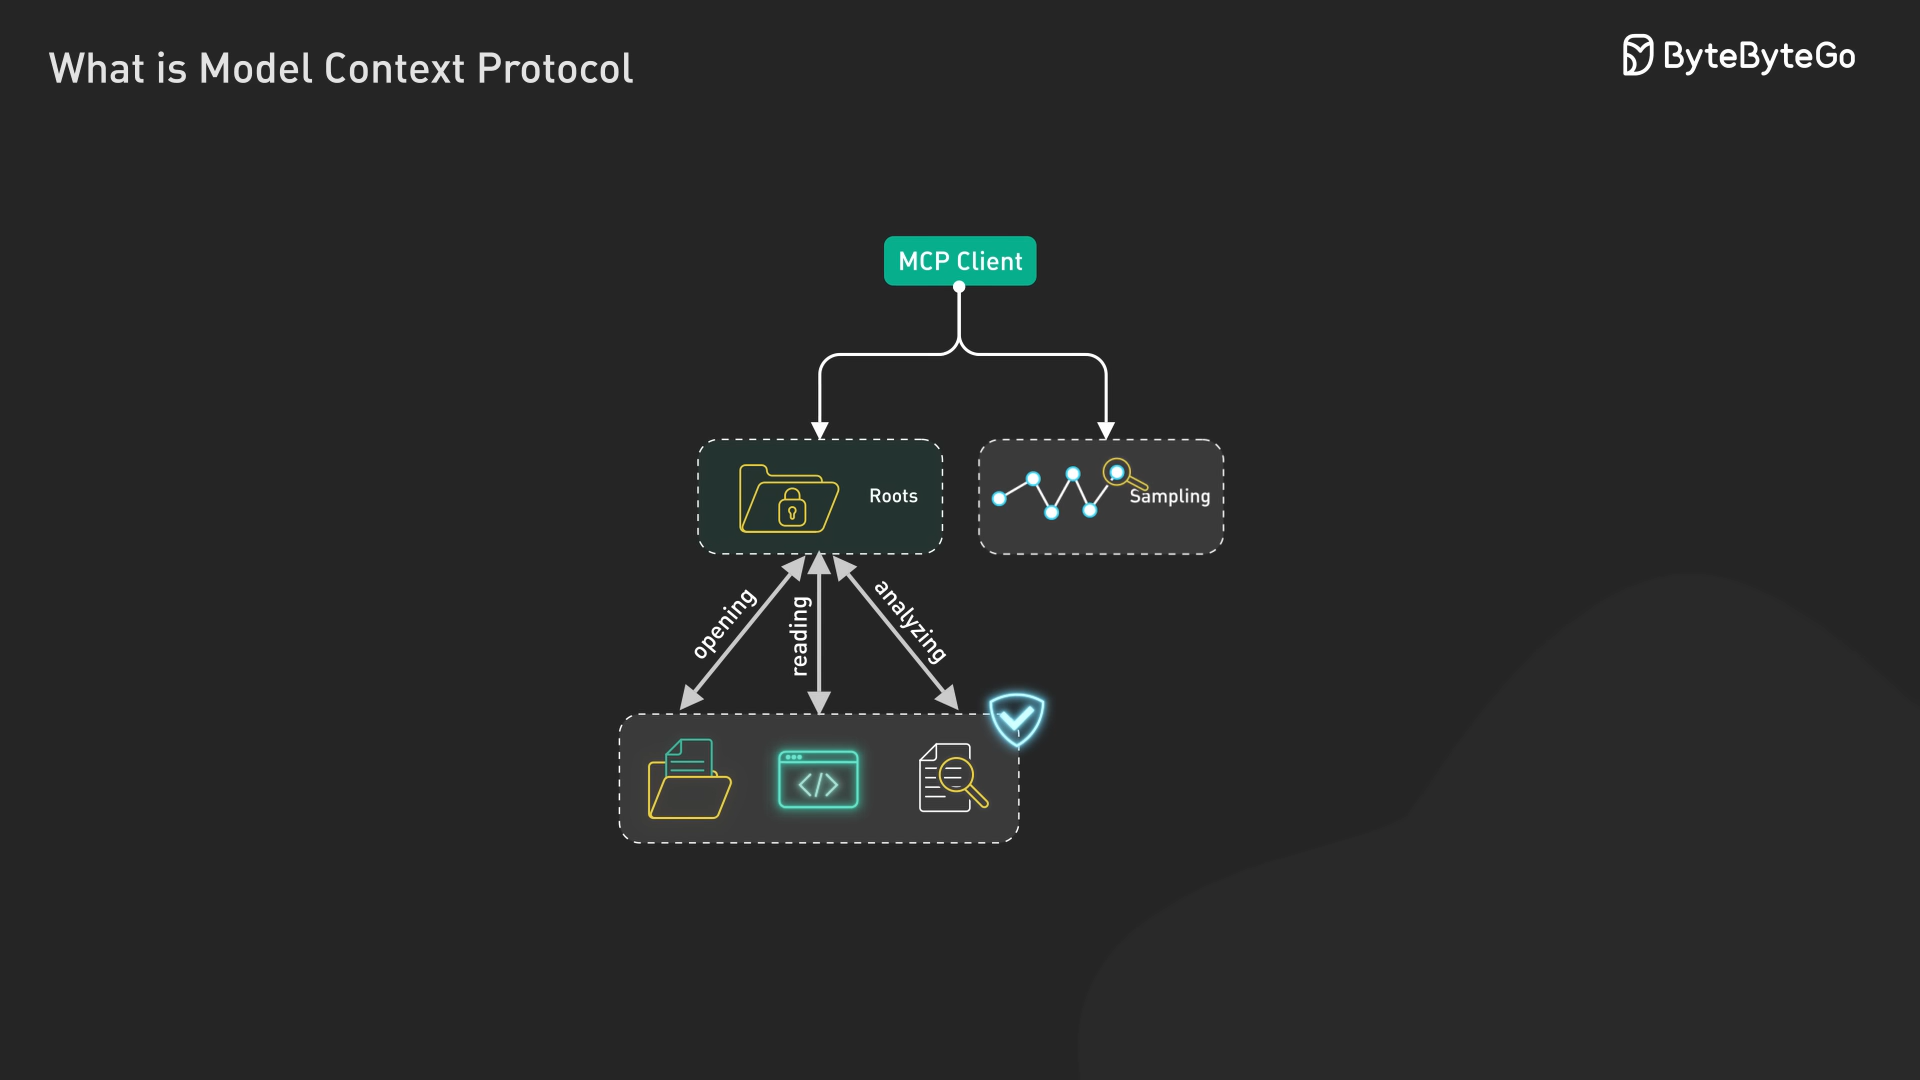 What is Model Context Protocol
ByteByteGo
MCP Client
Roots
Sampling
opening
reading
analyzing